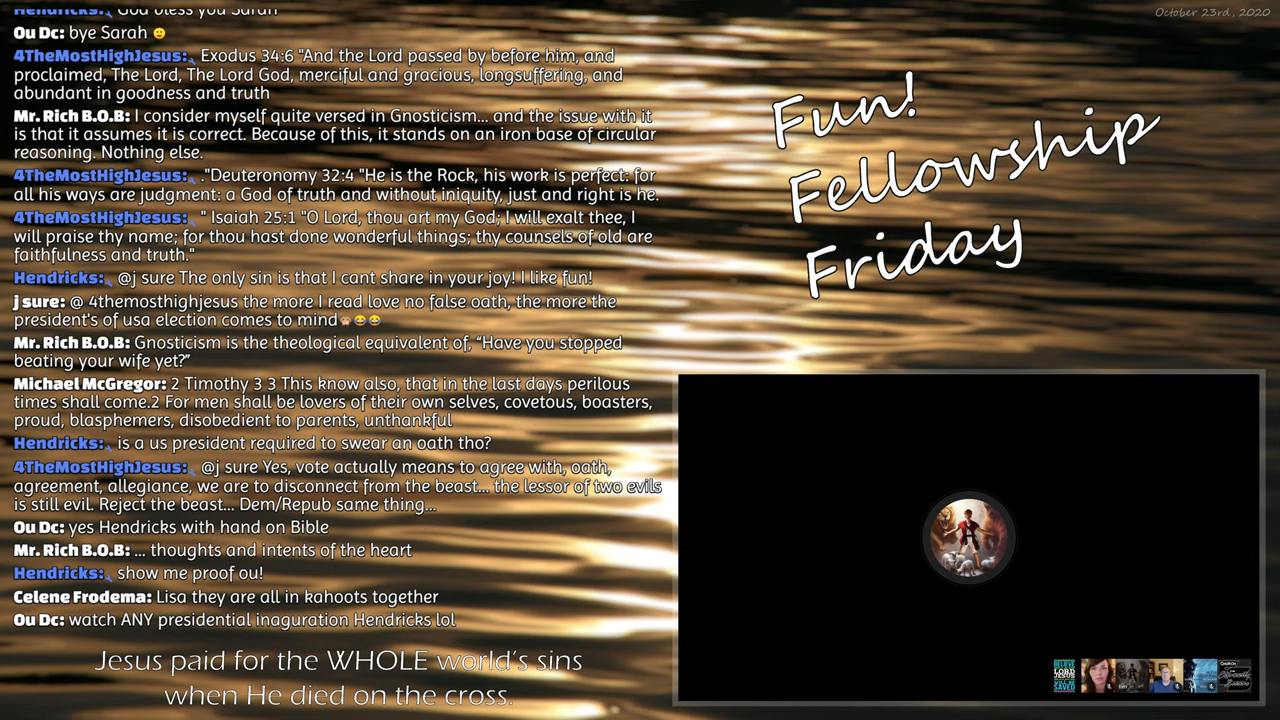 Hendricks: God bless you Sarah
October 23rd, 2020
Ou Dc: bye Sarah 🙂
4TheMostHighJesus: Exodus 34:6 "And the Lord passed by before him, and
proclaimed, The Lord, The Lord God, merciful and gracious, longsuffering, and
abundant in goodness and truth
Mr. Rich B.O.B: I consider myself quite versed in Gnosticism... and the issue with it
is that it assumes it is correct. Because of this, it stands on an iron base of circular
reasoning. Nothing else.
4TheMostHighJesus: ."Deuteronomy 32:4 "He is the Rock, his work is perfect: for
all his ways are judgment: a God of truth and without iniquity, just and right is he.
4TheMostHighJesus: " Isaiah 25:1 "O Lord, thou art my God; I will exalt thee, I
will praise thy name; for thou hast done wonderful things; thy counsels of old are
faithfulness and truth."
Hendricks: @j sure The only sin is that I cant share in your joy! I like fun!
j sure: @ 4themosthighjesus the more I read love no false oath, the more the
president's of usa election comes to mind🙊😂😂
Mr. Rich B.O.B: Gnosticism is the theological equivalent of, “Have you stopped
beating your wife yet?”
Michael McGregor: 2 Timothy 3 3 This know also, that in the last days perilous
times shall come.2 For men shall be lovers of their own selves, covetous, boasters,
proud, blasphemers, disobedient to parents, unthankful
Hendricks: is a us president required to swear an oath tho?
4TheMostHighJesus: @j sure Yes, vote actually means to agree with, oath,
agreement, allegiance, we are to disconnect from the beast... the lessor of two evils
is still evil. Reject the beast... Dem/Repub same thing...
Ou Dc: yes Hendricks with hand on Bible
Mr. Rich B.O.B: ... thoughts and intents of the heart
Hendricks: show me proof ou!
Celene Frodema: Lisa they are all in kahoots together
Ou Dc: watch ANY presidential inaguration Hendricks lol
Jesus paid for the WHOLE world's sins
when He died on the cross.
Fun!
Fellowship
Friday
BELIEVE
LORD
JESUS
SAVED
CHURCH